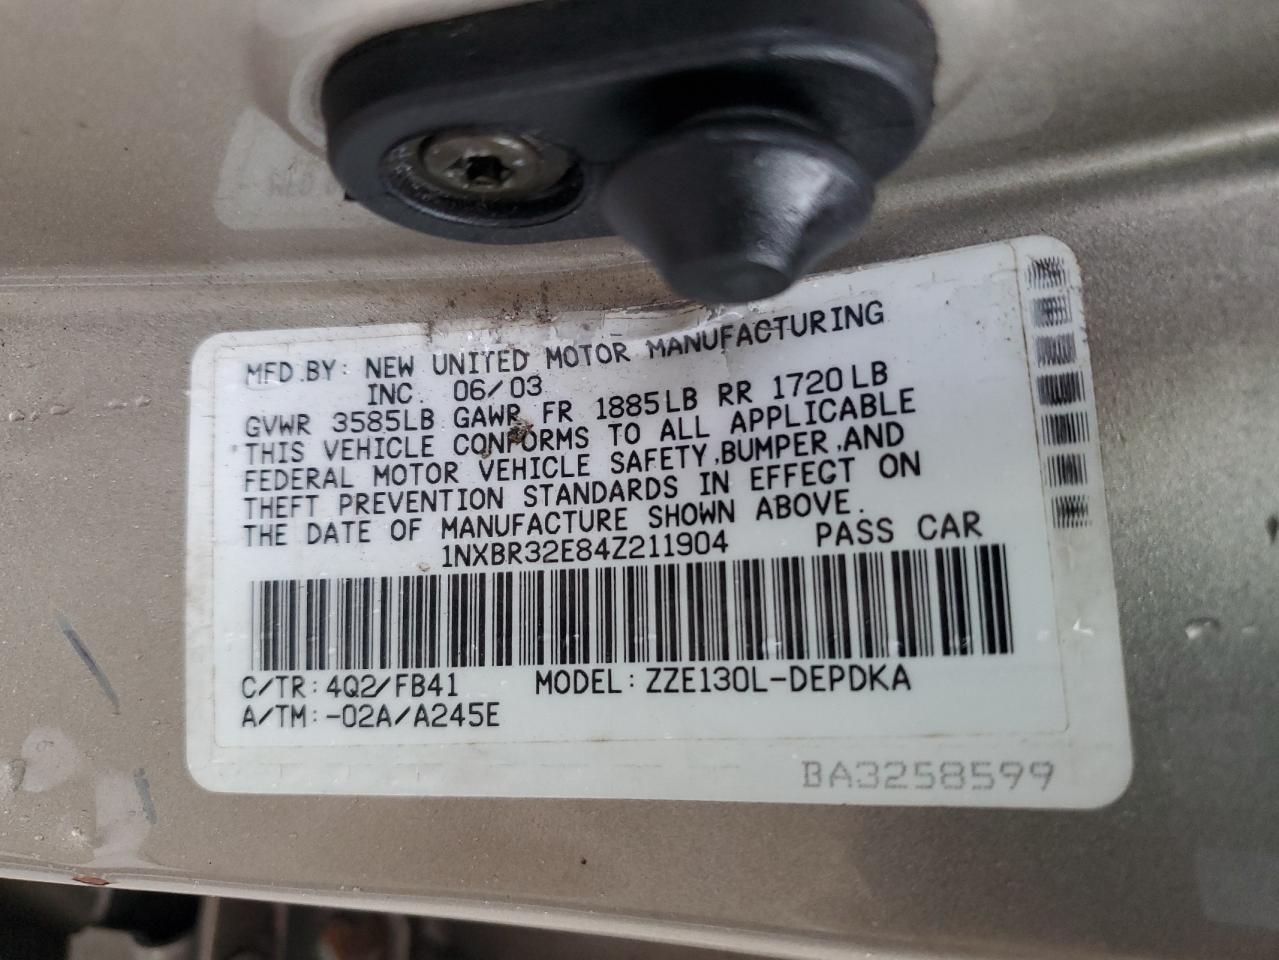 MFD.BY: NEW UNITED MOTOR MANUFACTURING
INC. 06/03
GVWR 3585LB GAWR FR 1885LB RR 1720LB
THIS VEHICLE CONFORMS TO ALL APPLICABLE
FEDERAL MOTOR VEHICLE SAFETY,BUMPER,AND
THEFT PREVENTION STANDARDS IN EFFECT ON
THE DATE OF MANUFACTURE SHOWN ABOVE.
1NXBR32E84Z211904 PASS CAR
C/TR:4Q2/FB41 MODEL:ZZE130L-DEPDKA
A/TM:-02A/A245E
BA3258599